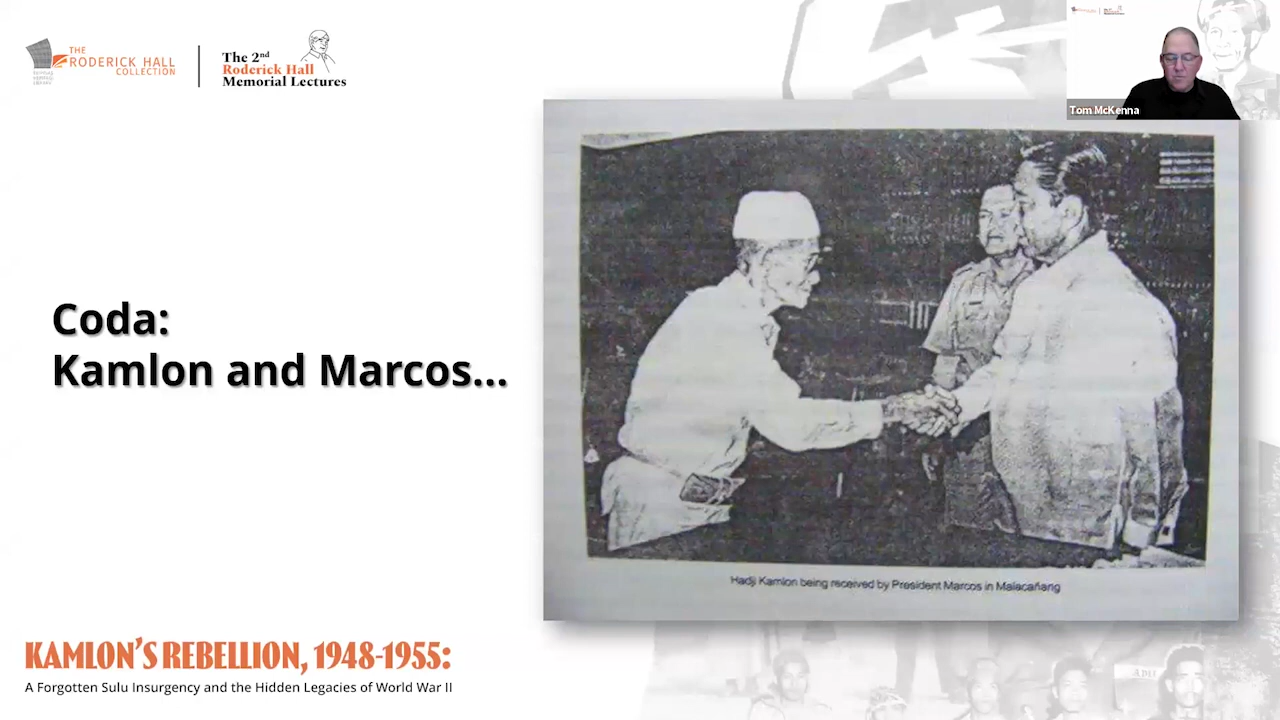 THE
RODERICK HALL
COLLECTION
The 2nd
Roderick Hall
Memorial Lectures
Tom McKenna
Coda:
Kamlon and Marcos...
Hadji Kamlon being received by President Marcos in Malacañang
KAMLON'S REBELLION, 1948-1955:
A Forgotten Sulu Insurgency and the Hidden Legacies of World War II